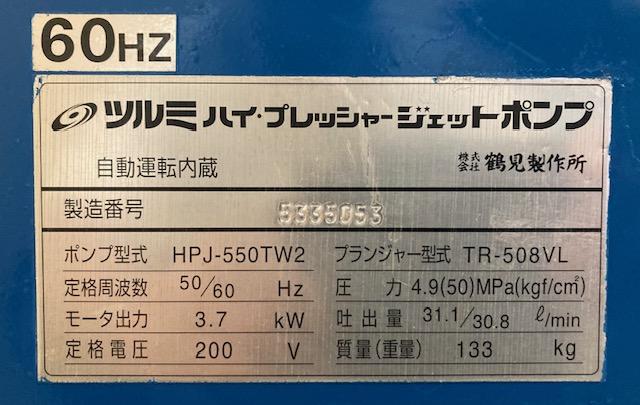 60HZ
ツルミ ハイ・プレッシャージェットポンプ
自動運転内蔵 株式会社 鶴見製作所
製造番号 5335053
ポンプ型式 HPJ-550TW2 プランジャー型式 TR-508VL
定格周波数 50/60 Hz 圧力 4.9(50)MPa(kgf/cm²)
モータ出力 3.7 kW 吐出量 31.1/30.8 ℓ/min
定格電圧 200 V 質量(重量) 133 kg